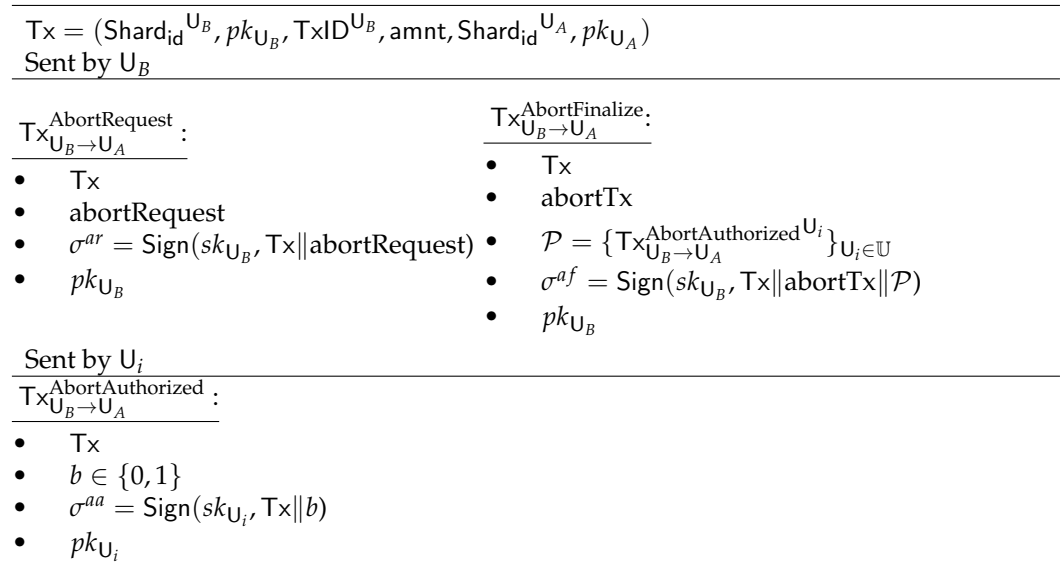 Tx = (Shard_id^{U_B}, pk_{U_B}, TxID^{U_B}, amnt, Shard_id^{U_A}, pk_{U_A})
Sent by U_B
Tx^{AbortRequest}_{U_B→U_A} :
• Tx
• abortRequest
• σ^{ar} = Sign(sk_{U_B}, Tx∥abortRequest)
• pk_{U_B}
Tx^{AbortFinalize}_{U_B→U_A}:
• Tx
• abortTx
• 𝒫 = {Tx^{AbortAuthorized^{U_i}}_{U_B→U_A}}_{U_i∈𝕌}
• σ^{af} = Sign(sk_{U_B}, Tx∥abortTx∥𝒫)
• pk_{U_B}
Sent by U_i
Tx^{AbortAuthorized}_{U_B→U_A} :
• Tx
• b ∈ {0, 1}
• σ^{aa} = Sign(sk_{U_i}, Tx∥b)
• pk_{U_i}